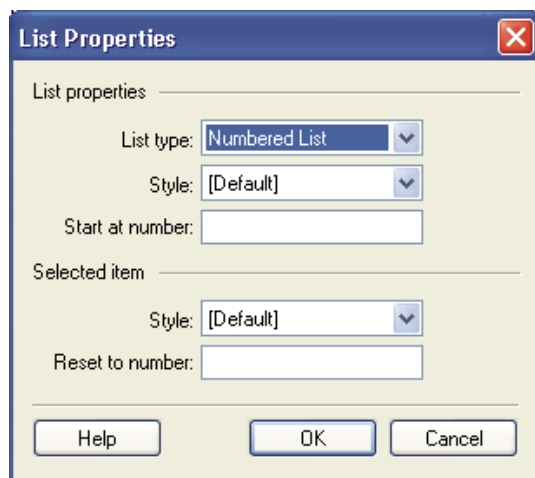 List Properties
List properties
List type: Numbered List
Style: [Default]
Start at number:
Selected item
Style: [Default]
Reset to number:
Help OK Cancel